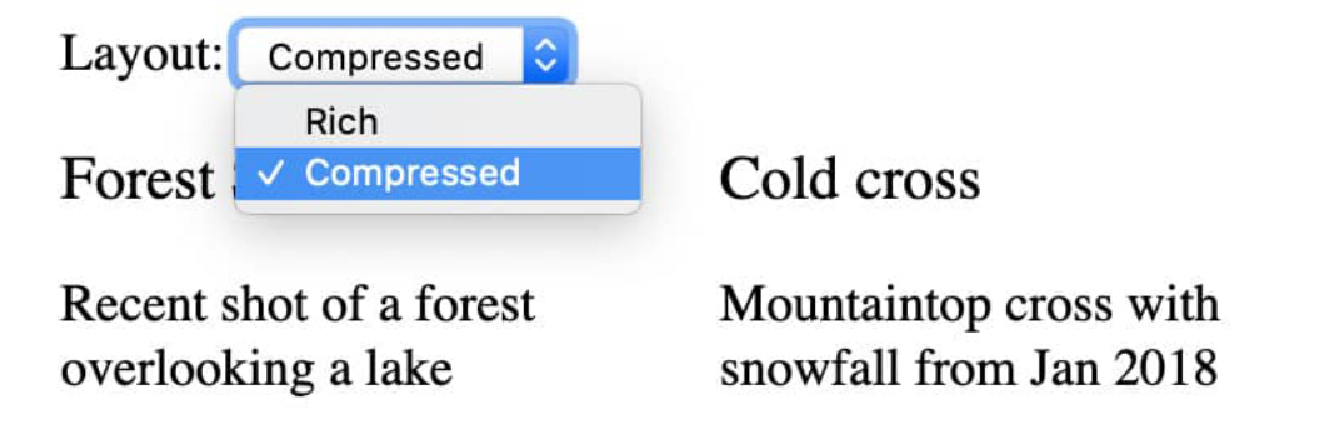 Layout: Compressed
Rich
✓ Compressed
Forest
Cold cross
Recent shot of a forest
overlooking a lake
Mountaintop cross with
snowfall from Jan 2018